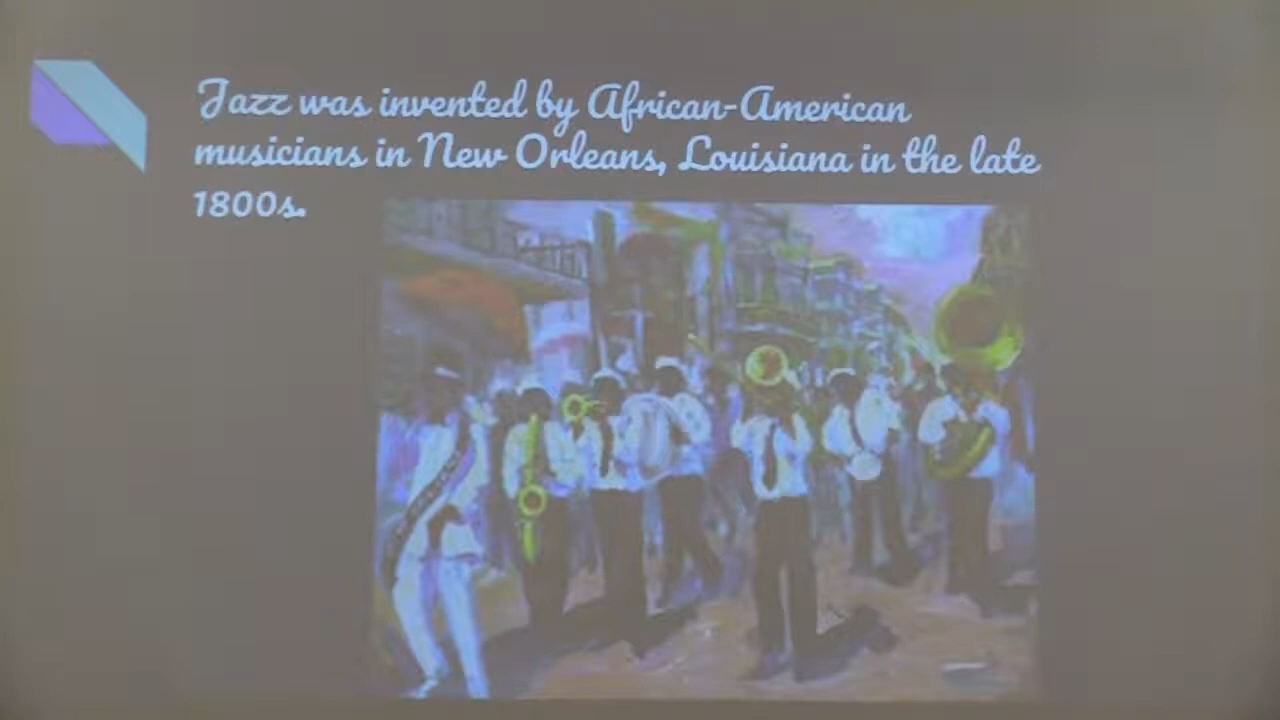 Jazz was invented by African-American
musicians in New Orleans, Louisiana in the late
1800s.